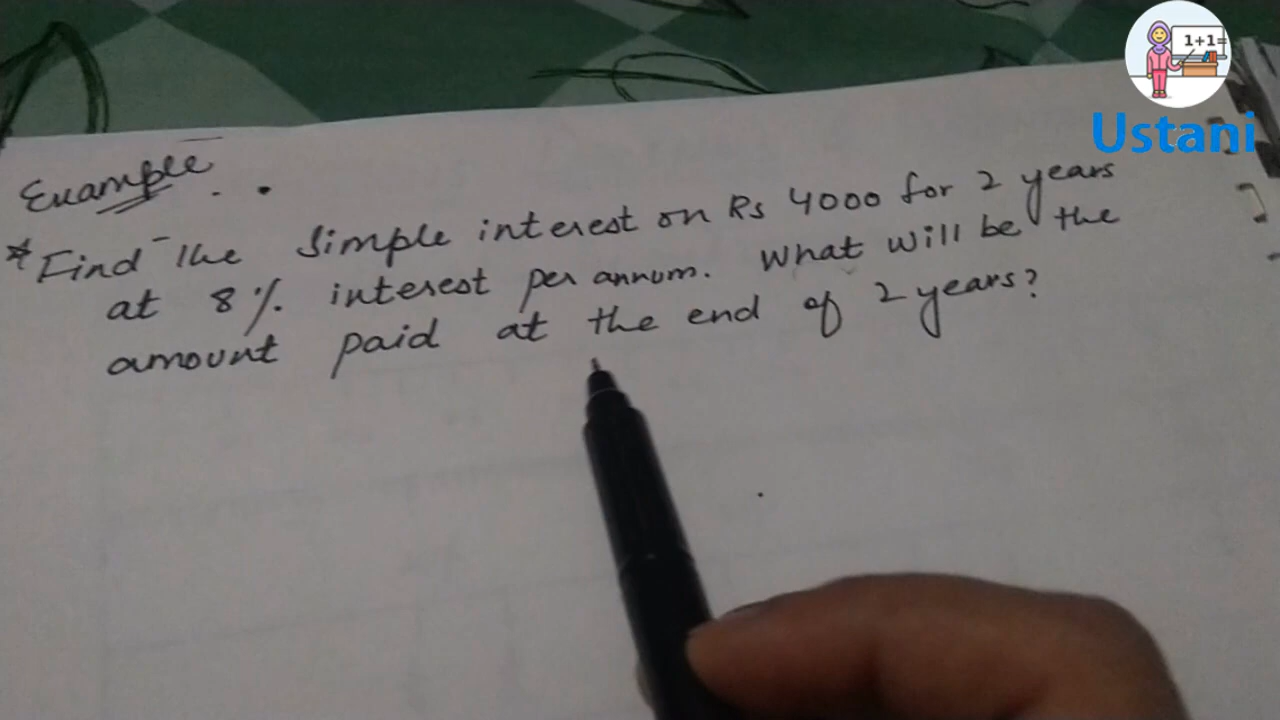 1+1=
Ustani
Example
* Find the Simple interest on Rs 4000 for 2 years
at 8% interest per annum. What will be the
amount paid at the end of 2 years?